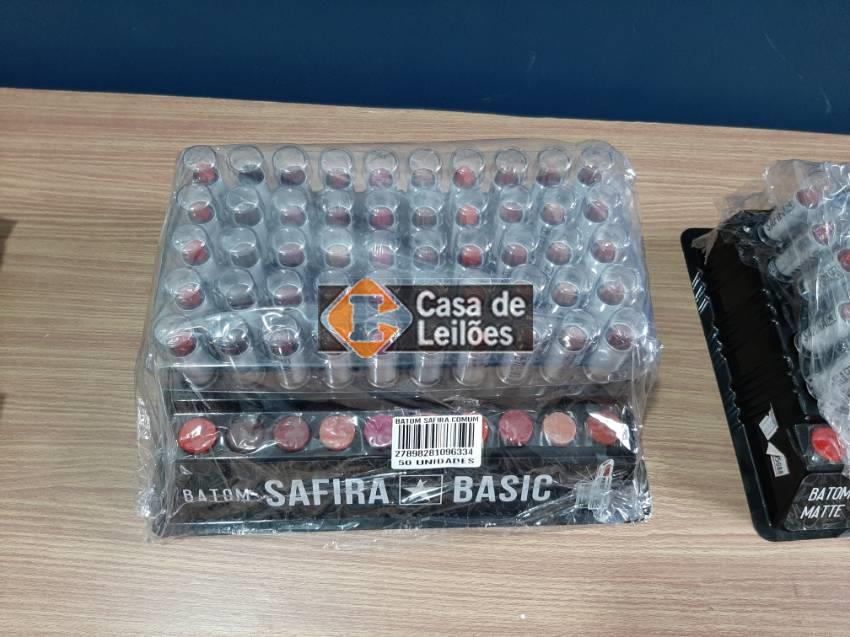 Casa de
Leilões
BATOM SAFIRA COMUM
27898281096334
50 UNIDADES
BATOM SAFIRA BASIC
BATOM
MATTE